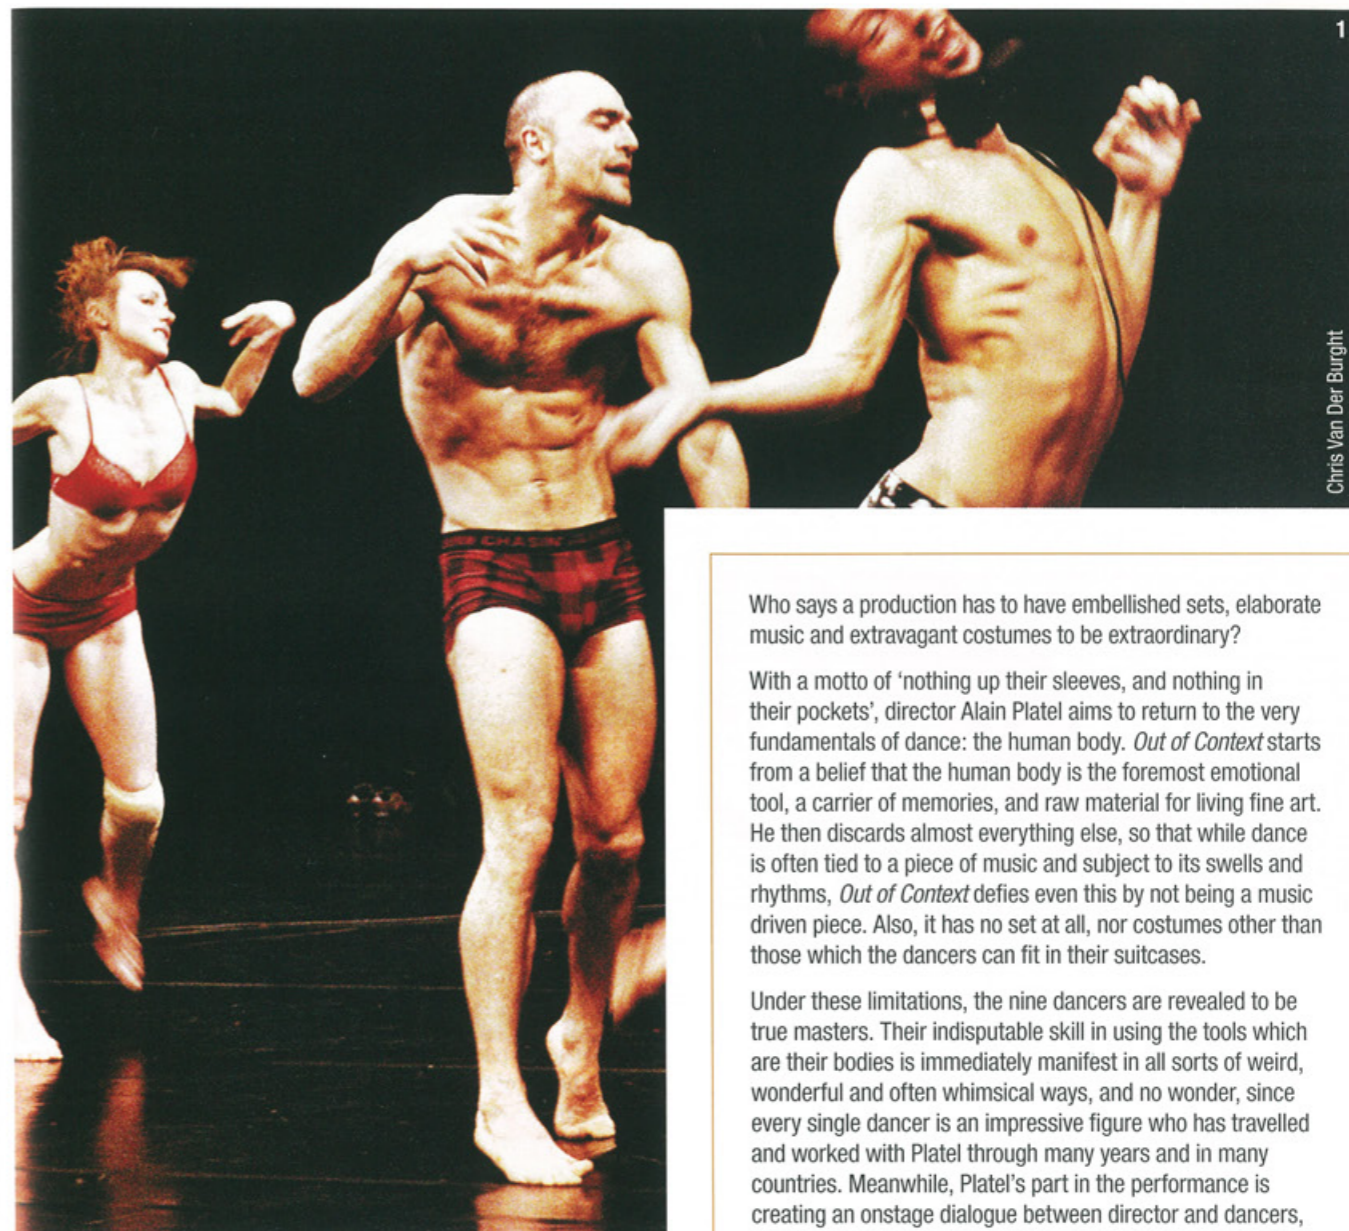 1
Chris Van Der Burght
CHASIN'
Who says a production has to have embellished sets, elaborate
music and extravagant costumes to be extraordinary?
With a motto of ‘nothing up their sleeves, and nothing in
their pockets’, director Alain Platel aims to return to the very
fundamentals of dance: the human body. Out of Context starts
from a belief that the human body is the foremost emotional
tool, a carrier of memories, and raw material for living fine art.
He then discards almost everything else, so that while dance
is often tied to a piece of music and subject to its swells and
rhythms, Out of Context defies even this by not being a music
driven piece. Also, it has no set at all, nor costumes other than
those which the dancers can fit in their suitcases.
Under these limitations, the nine dancers are revealed to be
true masters. Their indisputable skill in using the tools which
are their bodies is immediately manifest in all sorts of weird,
wonderful and often whimsical ways, and no wonder, since
every single dancer is an impressive figure who has travelled
and worked with Platel through many years and in many
countries. Meanwhile, Platel’s part in the performance is
creating an onstage dialogue between director and dancers,